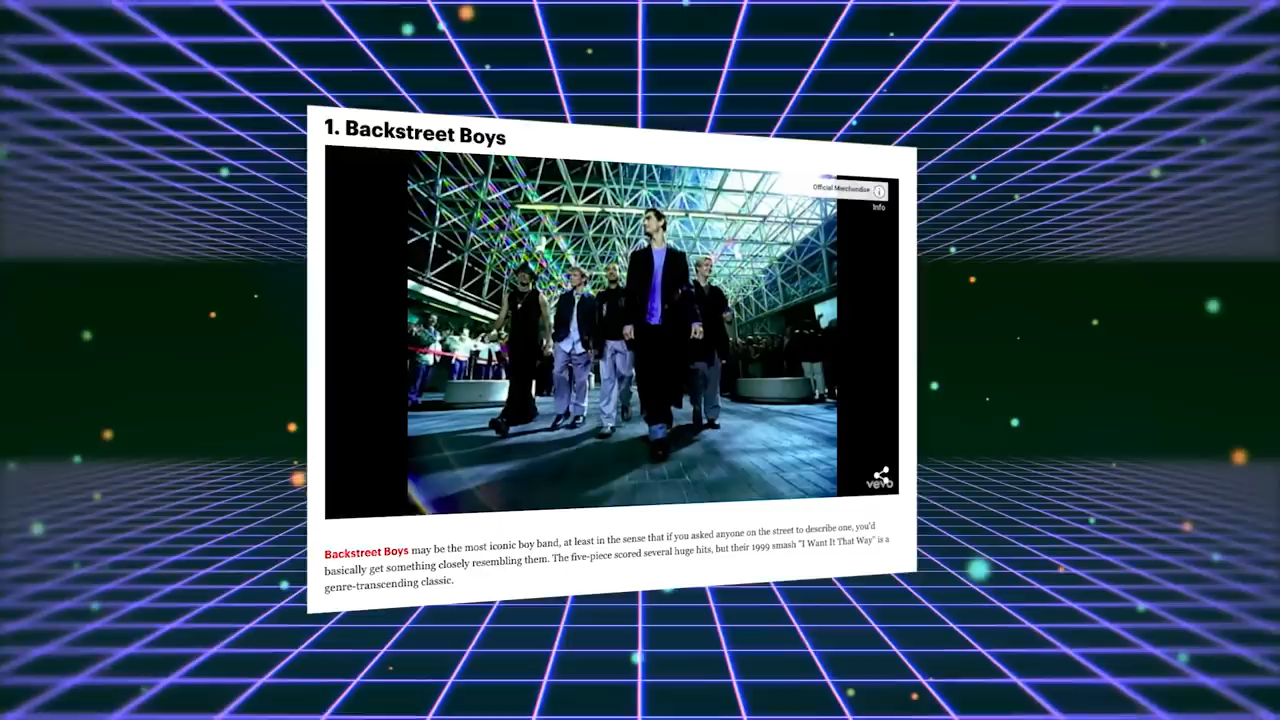 1. Backstreet Boys
Official Merchandise
Info
vevo
Backstreet Boys may be the most iconic boy band, at least in the sense that if you asked anyone on the street to describe one, you'd
basically get something closely resembling them. The five-piece scored several huge hits, but their 1999 smash "I Want It That Way" is a
genre-transcending classic.